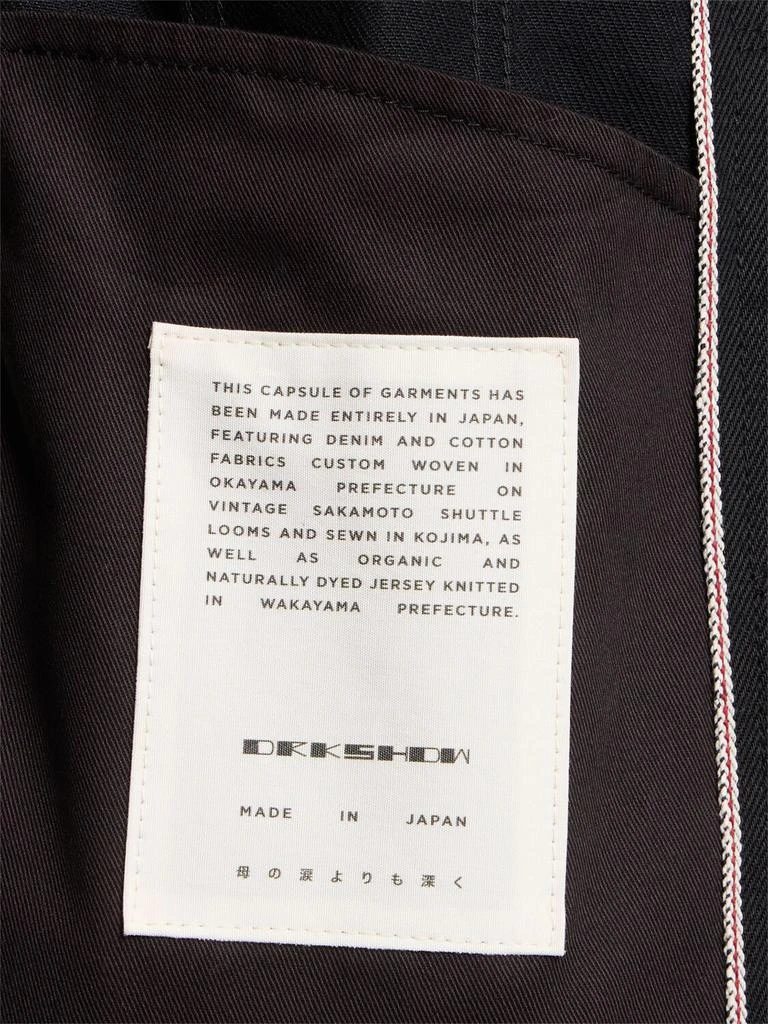 THIS CAPSULE OF GARMENTS HAS
BEEN MADE ENTIRELY IN JAPAN,
FEATURING DENIM AND COTTON
FABRICS CUSTOM WOVEN IN
OKAYAMA PREFECTURE ON
VINTAGE SAKAMOTO SHUTTLE
LOOMS AND SEWN IN KOJIMA, AS
WELL AS ORGANIC AND
NATURALLY DYED JERSEY KNITTED
IN WAKAYAMA PREFECTURE.
DRKSHDW
MADE IN JAPAN
母の涙よりも深く